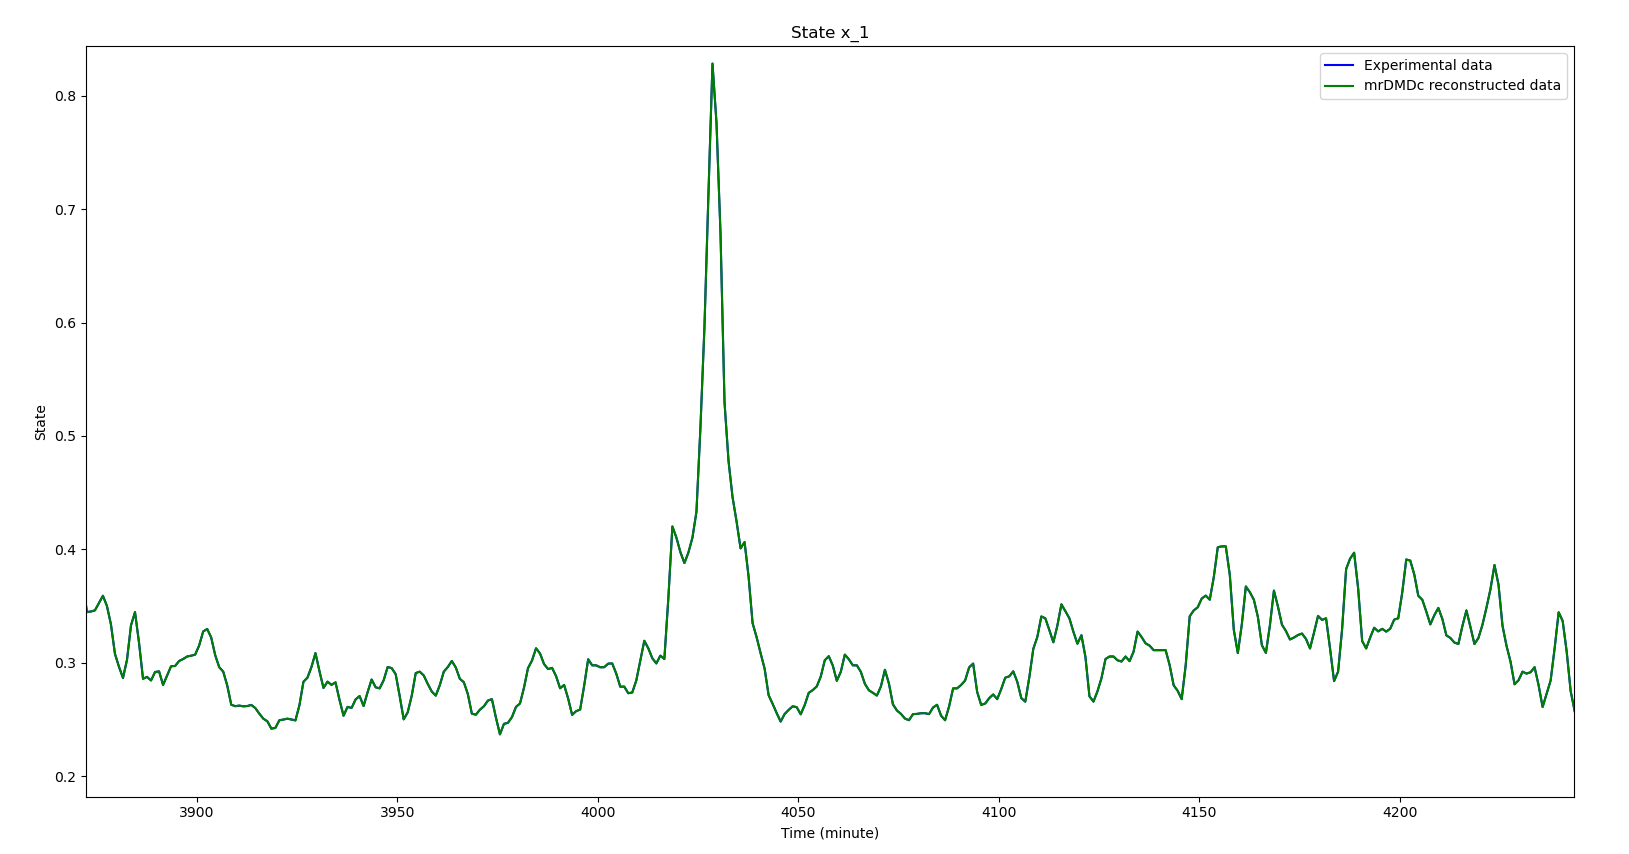 State x_1
Experimental data
mrDMDc reconstructed data
0.8
0.7
0.6
0.5
0.4
0.3
0.2
State
3900
3950
4000
4050
4100
4150
4200
Time (minute)